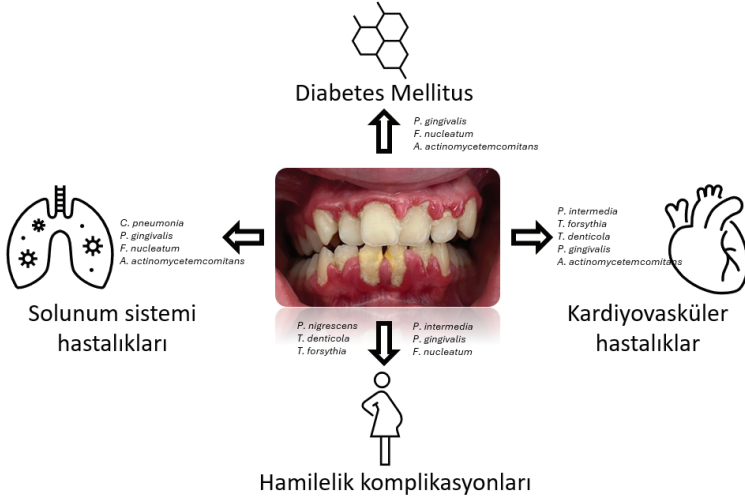 Diabetes Mellitus
P. gingivalis
F. nucleatum
A. actinomycetemcomitans
C. pneumonia
P. gingivalis
F. nucleatum
A. actinomycetemcomitans
Solunum sistemi
hastalıkları
P. intermedia
T. forsythia
T. denticola
P. gingivalis
A. actinomycetemcomitans
Kardiyovasküler
hastalıklar
P. nigrescens
T. denticola
T. forsythia
P. intermedia
P. gingivalis
F. nucleatum
Hamilelik komplikasyonları